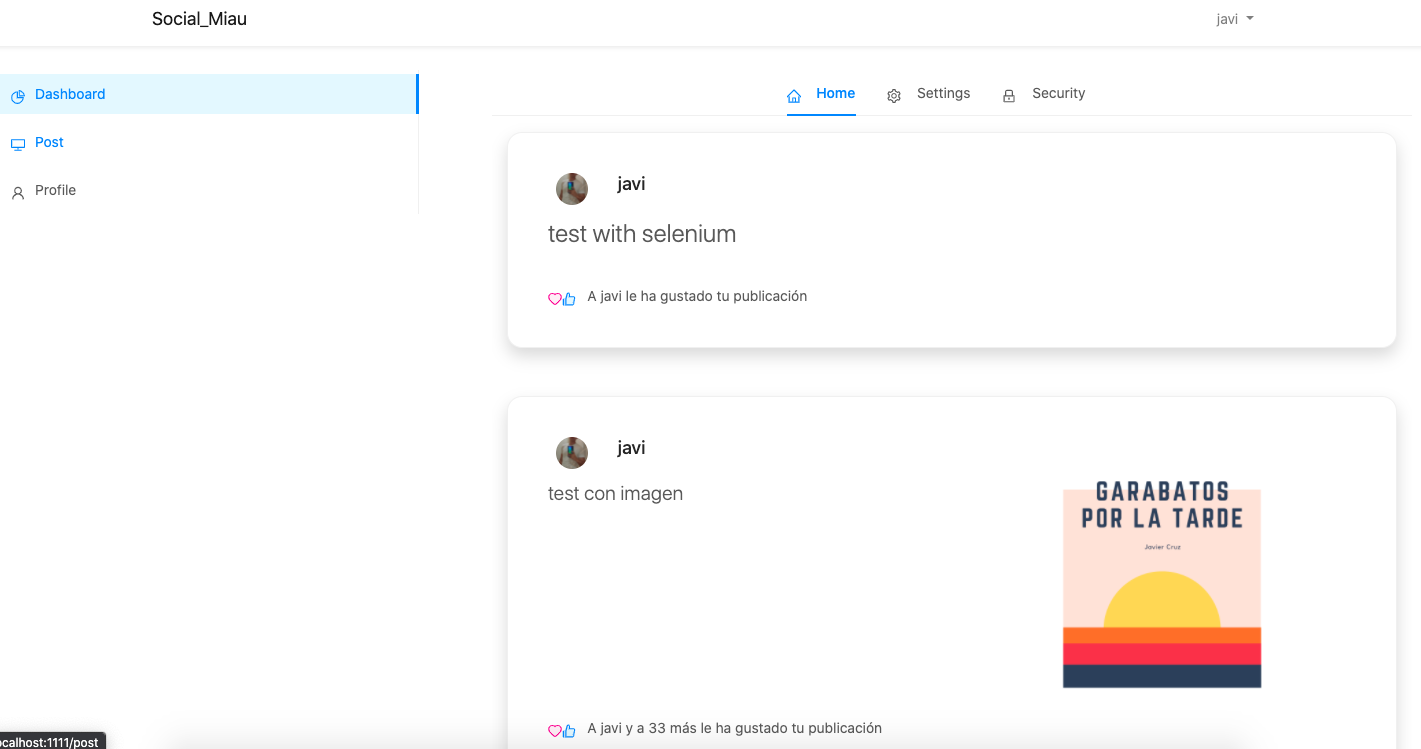 Social_Miau
javi
Dashboard
Home
Settings
Security
Post
Profile
javi
test with selenium
A javi le ha gustado tu publicación
javi
test con imagen
GARABATOS
POR LA TARDE
Javier Cruz
A javi y a 33 más le ha gustado tu publicación
ocalhost:1111/post